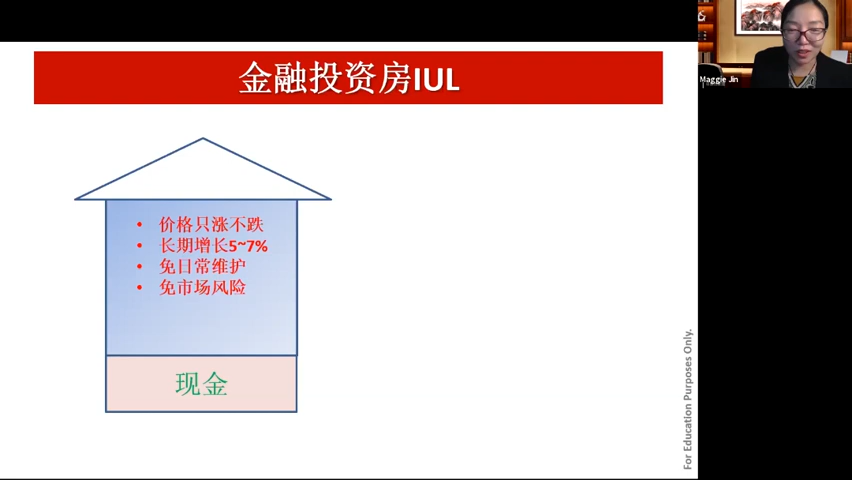 金融投资房IUL
Maggie Jin
• 价格只涨不跌
• 长期增长5~7%
• 免日常维护
• 免市场风险
现金
For Education Purposes Only.